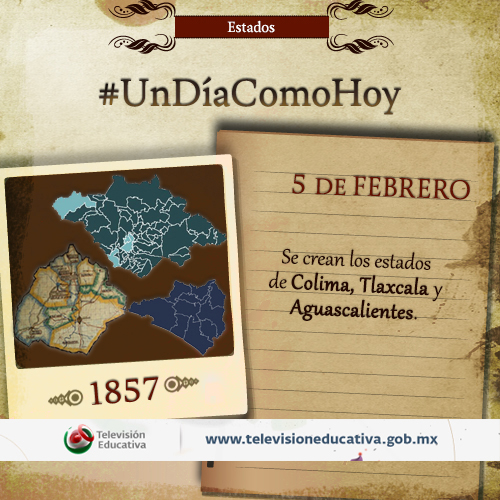 Estados
#UnDíaComoHoy
5 DE FEBRERO
Se crean los estados
de Colima, Tlaxcala y
Aguascalientes.
1857
Televisión
Educativa
www.televisioneducativa.gob.mx